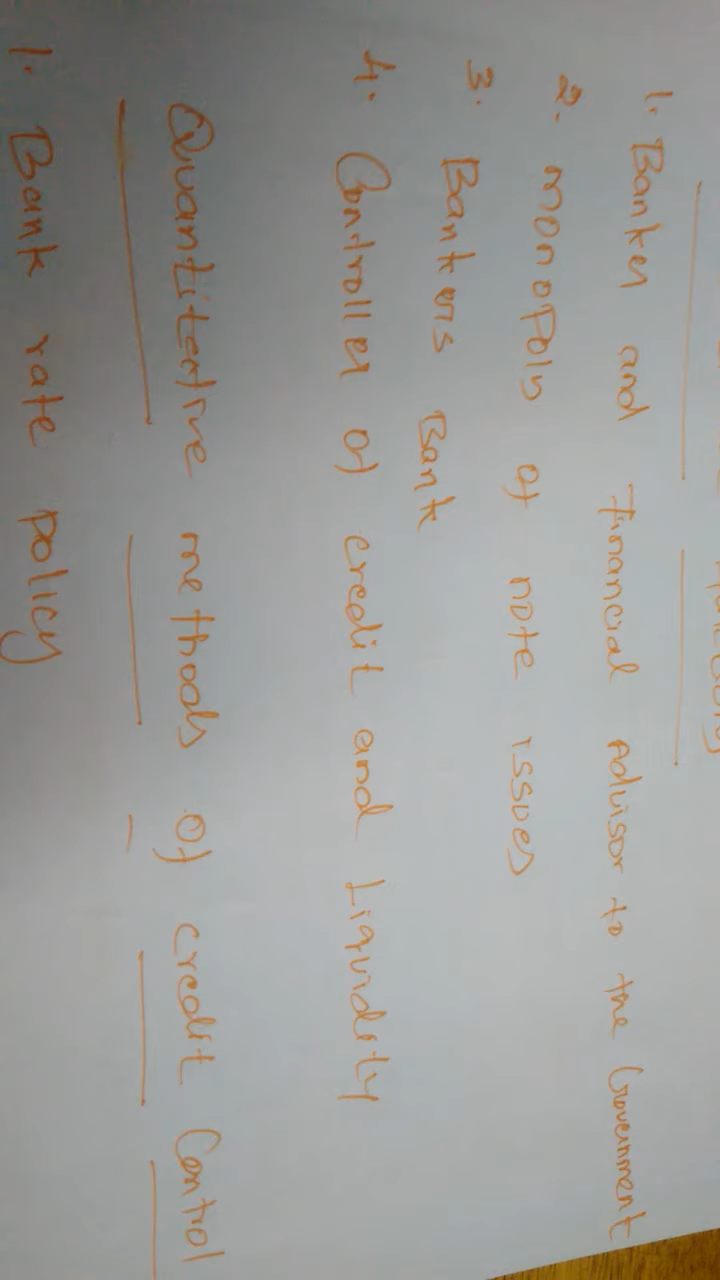 1. Banker and Financial Advisor to the Government
2. monopoly of note issues
3. Bankers Bank
4. Controller of credit and Liquidity
Quantitative methods of credit Control
1. Bank rate policy